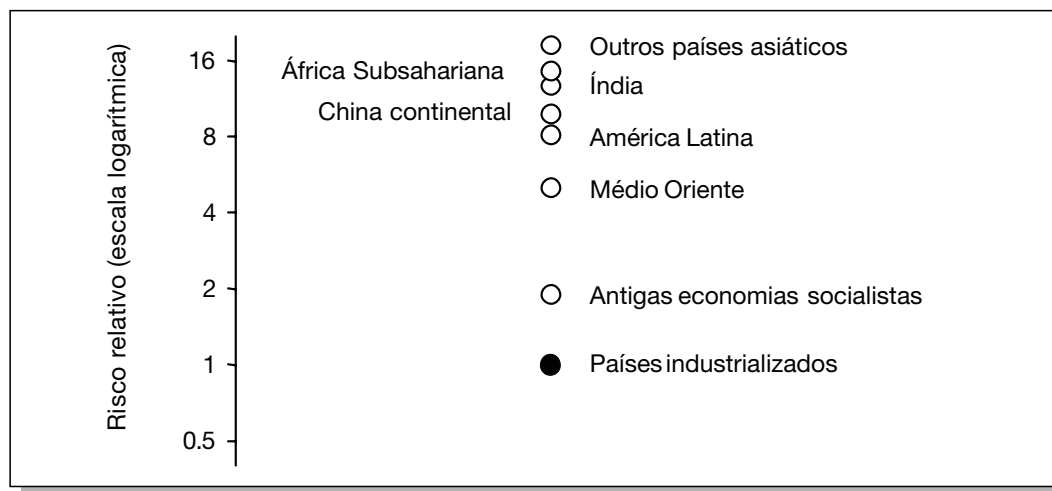 Risco relativo (escala logarítmica)
16
8
4
2
1
0.5
Outros países asiáticos
África Subsahariana
Índia
China continental
América Latina
Médio Oriente
Antigas economias socialistas
Países industrializados